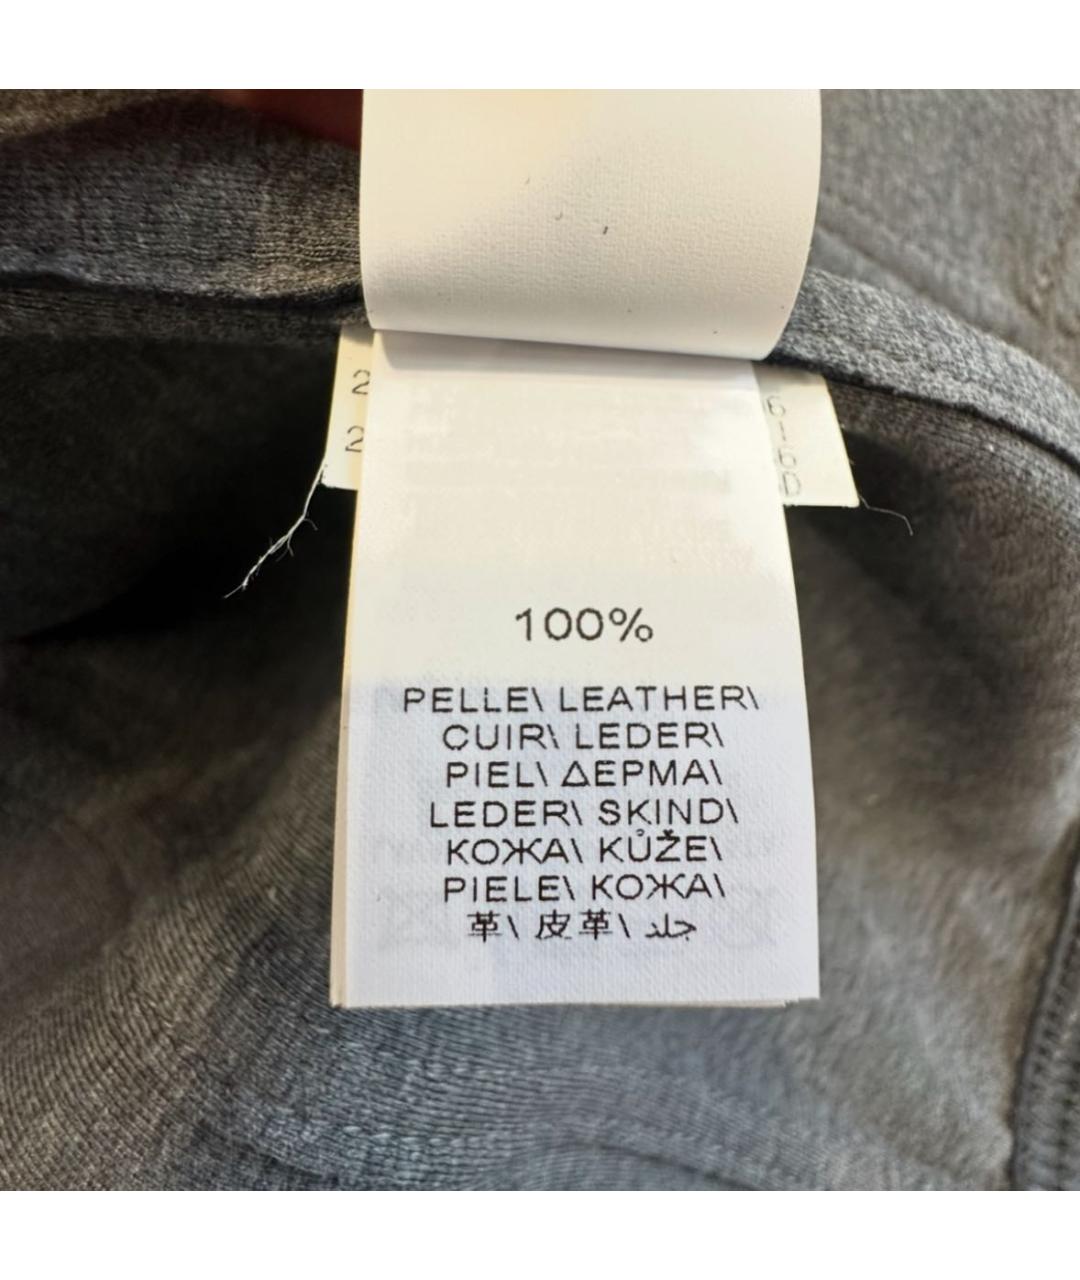 100%
PELLE\ LEATHER\
CUIR\ LEDER\
PIEL\ ΔΕΡΜΑ\
LEDER\ SKIND\
КОЖА\ KŮŽE\
PIELE\ КОЖА\
革\ 皮革\ جلد